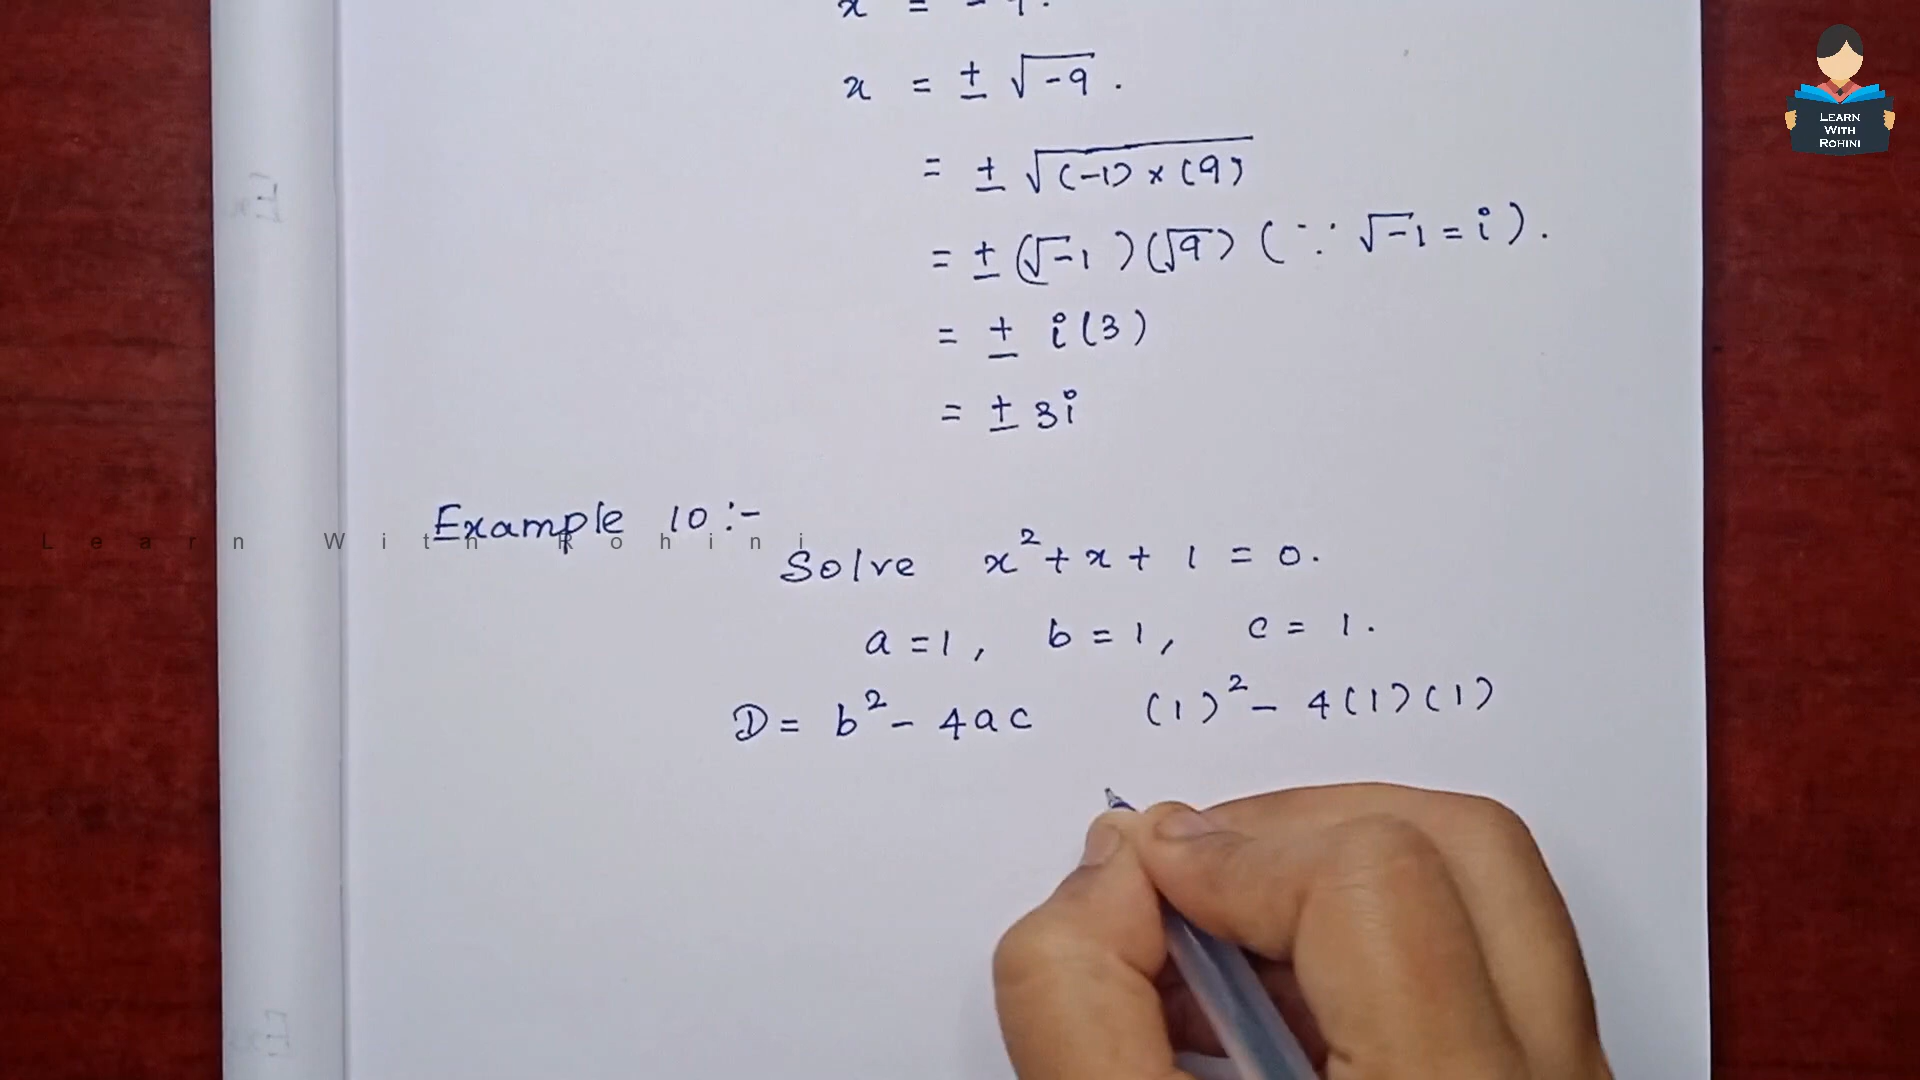 x = -9.
x = ± √-9 .
= ± √(-1) × (9)
= ± (√-1) (√9) (∵ √-1 = i).
= ± i(3)
= ± 3i
Example 10 :-
Solve x² + x + 1 = 0.
a = 1, b = 1, c = 1.
D = b² - 4ac (1)² - 4(1)(1)
Learn With Rohini
LEARN
WITH
ROHINI